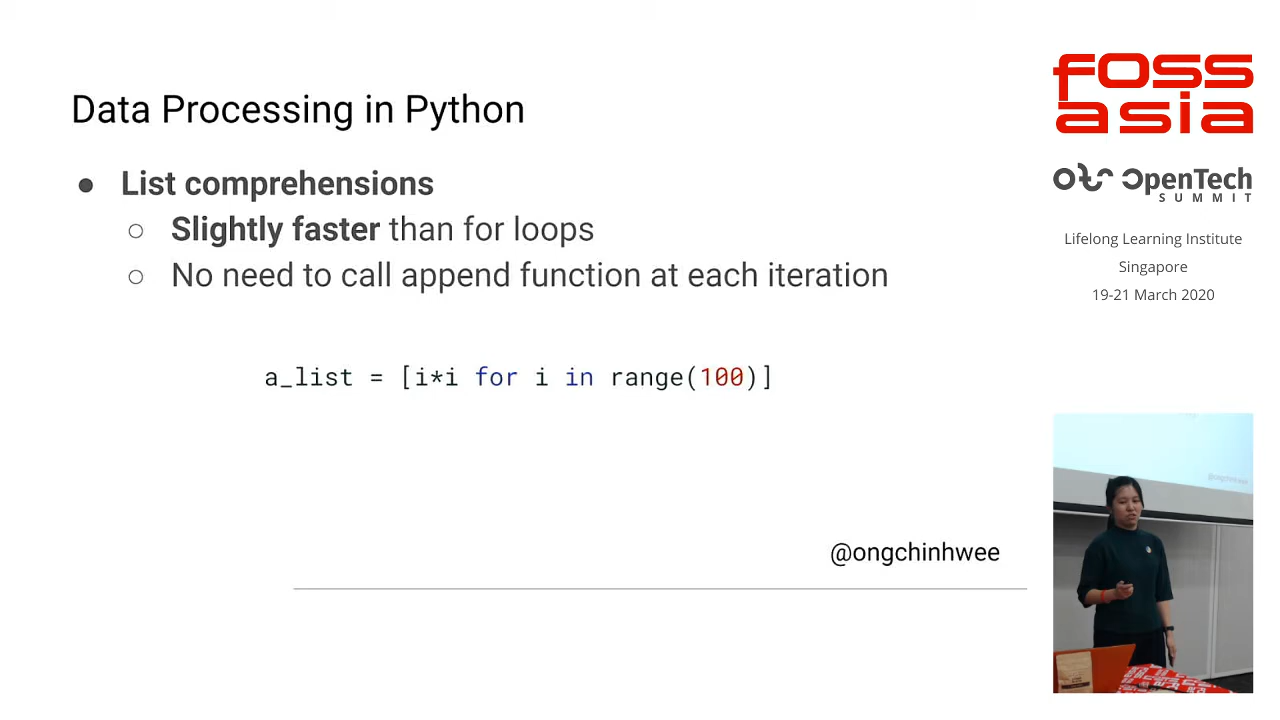 Data Processing in Python
● List comprehensions
○ Slightly faster than for loops
○ No need to call append function at each iteration
a_list = [i*i for i in range(100)]
@ongchinhwee
FOSS
asia
OpenTech
SUMMIT
Lifelong Learning Institute
Singapore
19-21 March 2020
@ongchinhwee
FOSS